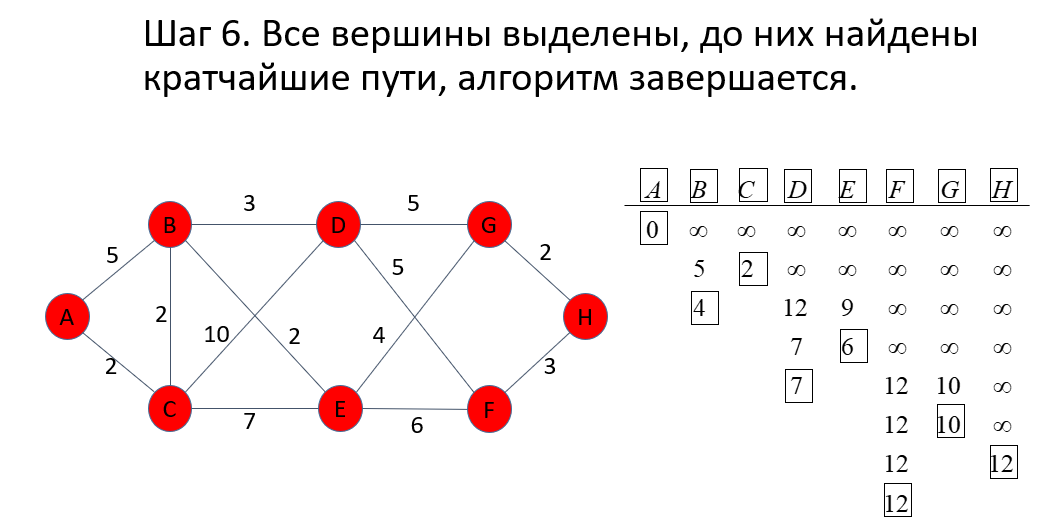 Шаг 6. Все вершины выделены, до них найдены
кратчайшие пути, алгоритм завершается.
A B C D E F G H
0 ∞ ∞ ∞ ∞ ∞ ∞ ∞
5 2 ∞ ∞ ∞ ∞ ∞
4 12 9 ∞ ∞ ∞
7 6 ∞ ∞ ∞
7 12 10 ∞
12 10 ∞
12 12
12
3 5
B D G
5 5 2
A 2 10 2 4 H
2 3
C E F
7 6